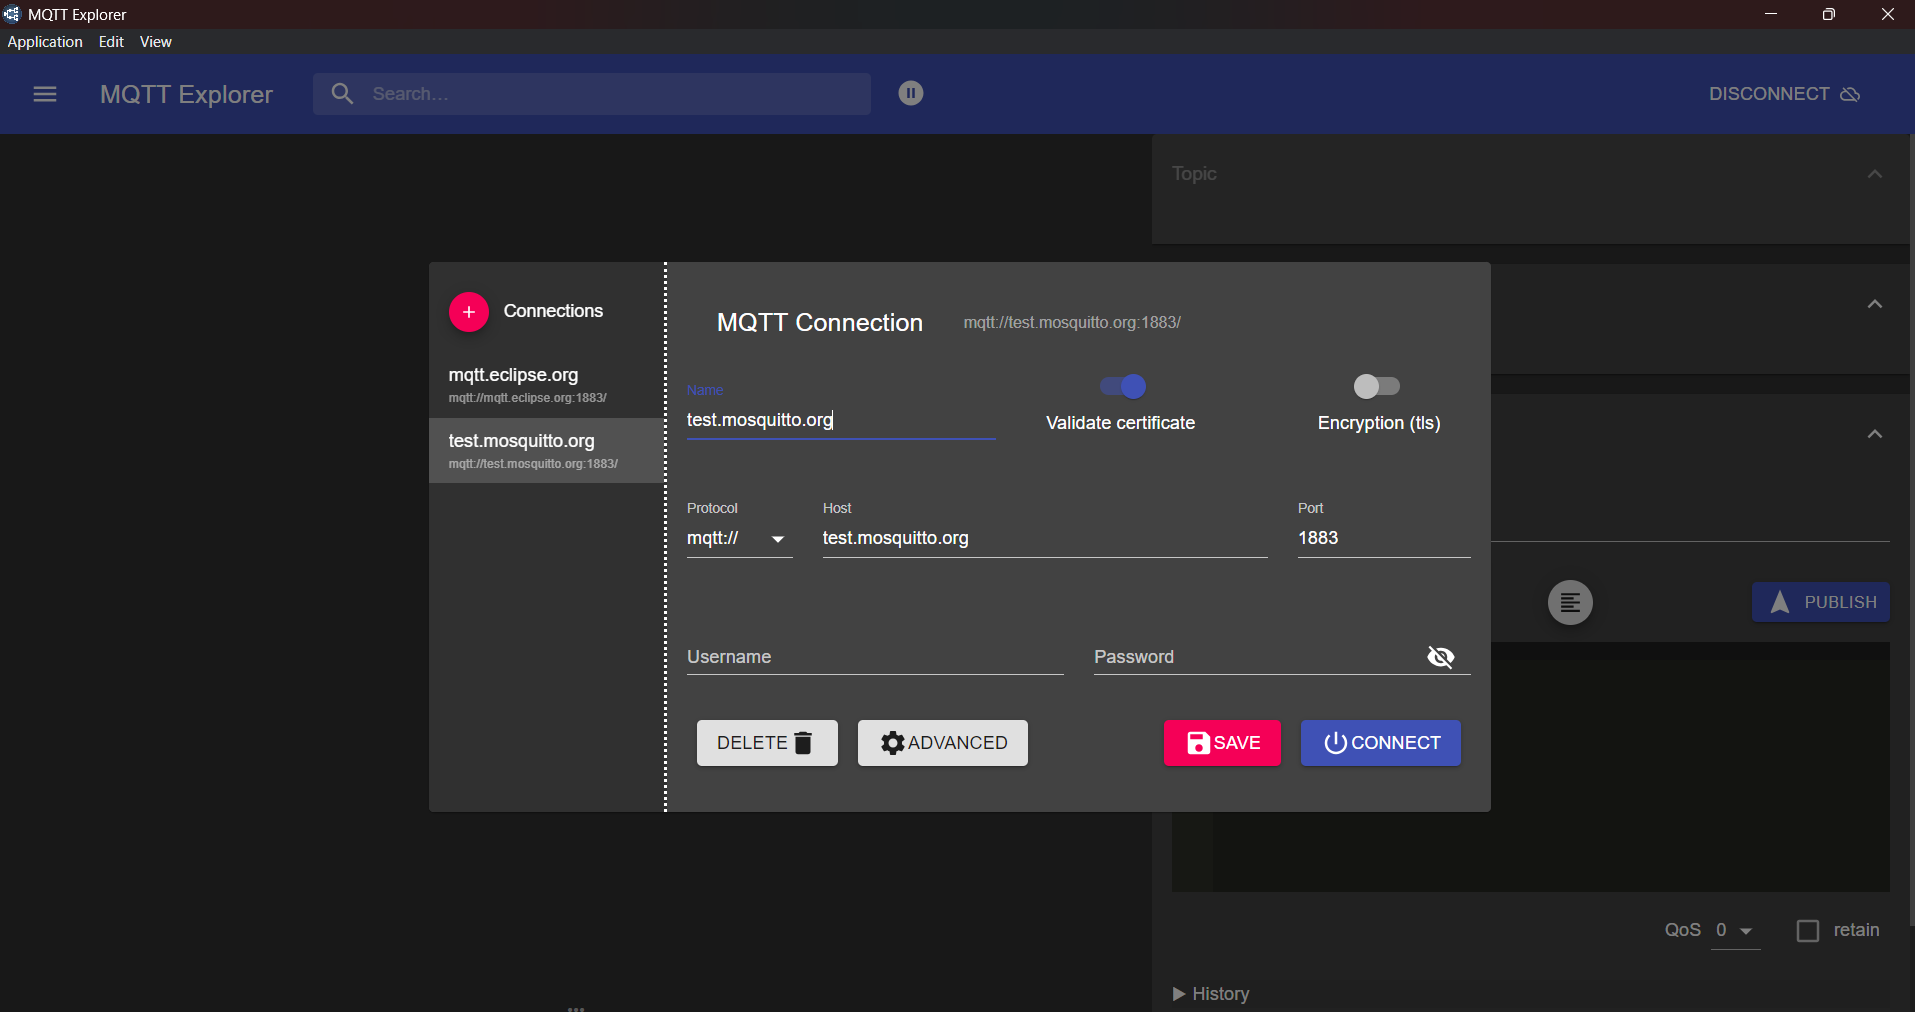 MQTT Explorer
Application Edit View
MQTT Explorer Search... DISCONNECT
Topic
Connections
mqtt.eclipse.org
mqtt://mqtt.eclipse.org:1883/
test.mosquitto.org
mqtt://test.mosquitto.org:1883/
MQTT Connection mqtt://test.mosquitto.org:1883/
Name
test.mosquitto.org
Validate certificate Encryption (tls)
Protocol Host Port
mqtt:// test.mosquitto.org 1883
Username Password
DELETE ADVANCED SAVE CONNECT
PUBLISH
QoS 0 retain
History